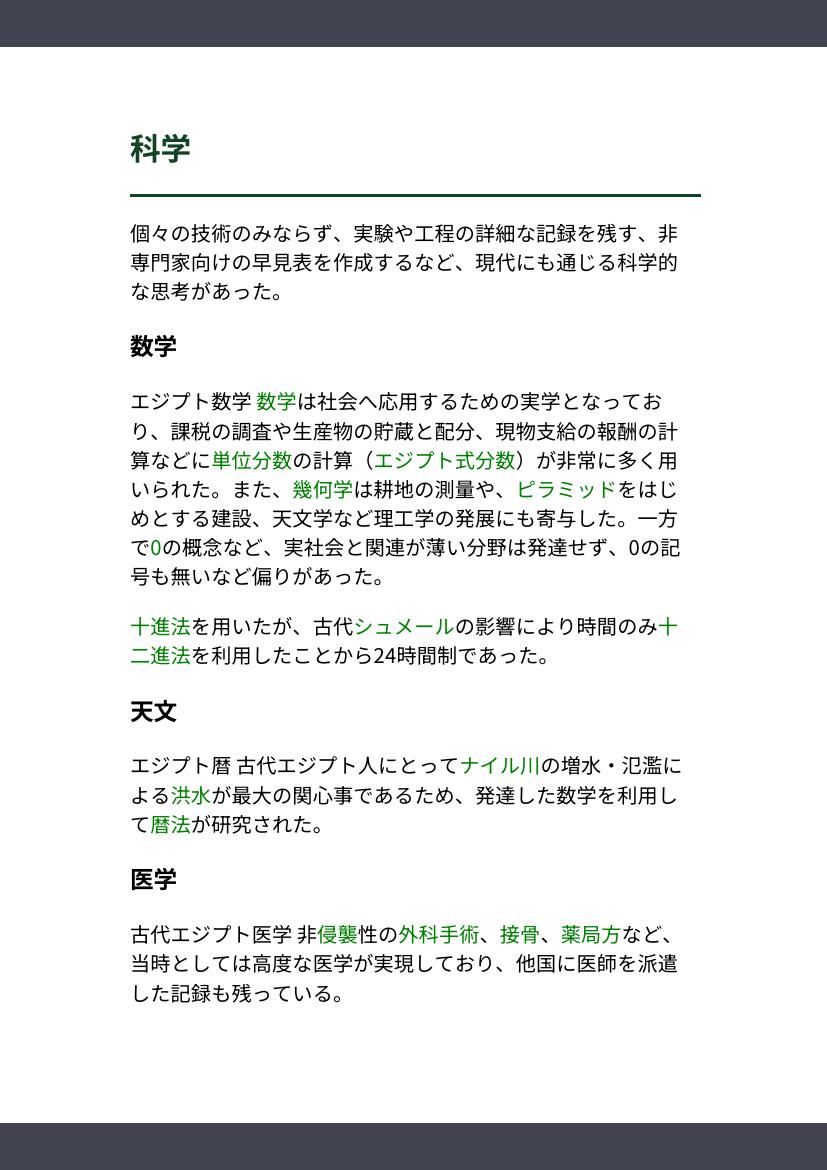 科学
個々の技術のみならず、実験や工程の詳細な記録を残す、非
専門家向けの早見表を作成するなど、現代にも通じる科学的
な思考があった。
数学
エジプト数学 数学は社会へ応用するための実学となってお
り、課税の調査や生産物の貯蔵と配分、現物支給の報酬の計
算などに単位分数の計算（エジプト式分数）が非常に多く用
いられた。また、幾何学は耕地の測量や、ピラミッドをはじ
めとする建設、天文学など理工学の発展にも寄与した。一方
で0の概念など、実社会と関連が薄い分野は発達せず、0の記
号も無いなど偏りがあった。
十進法を用いたが、古代シュメールの影響により時間のみ十
二進法を利用したことから24時間制であった。
天文
エジプト暦 古代エジプト人にとってナイル川の増水・氾濫に
よる洪水が最大の関心事であるため、発達した数学を利用し
て暦法が研究された。
医学
古代エジプト医学 非侵襲性の外科手術、接骨、薬局方など、
当時としては高度な医学が実現しており、他国に医師を派遣
した記録も残っている。